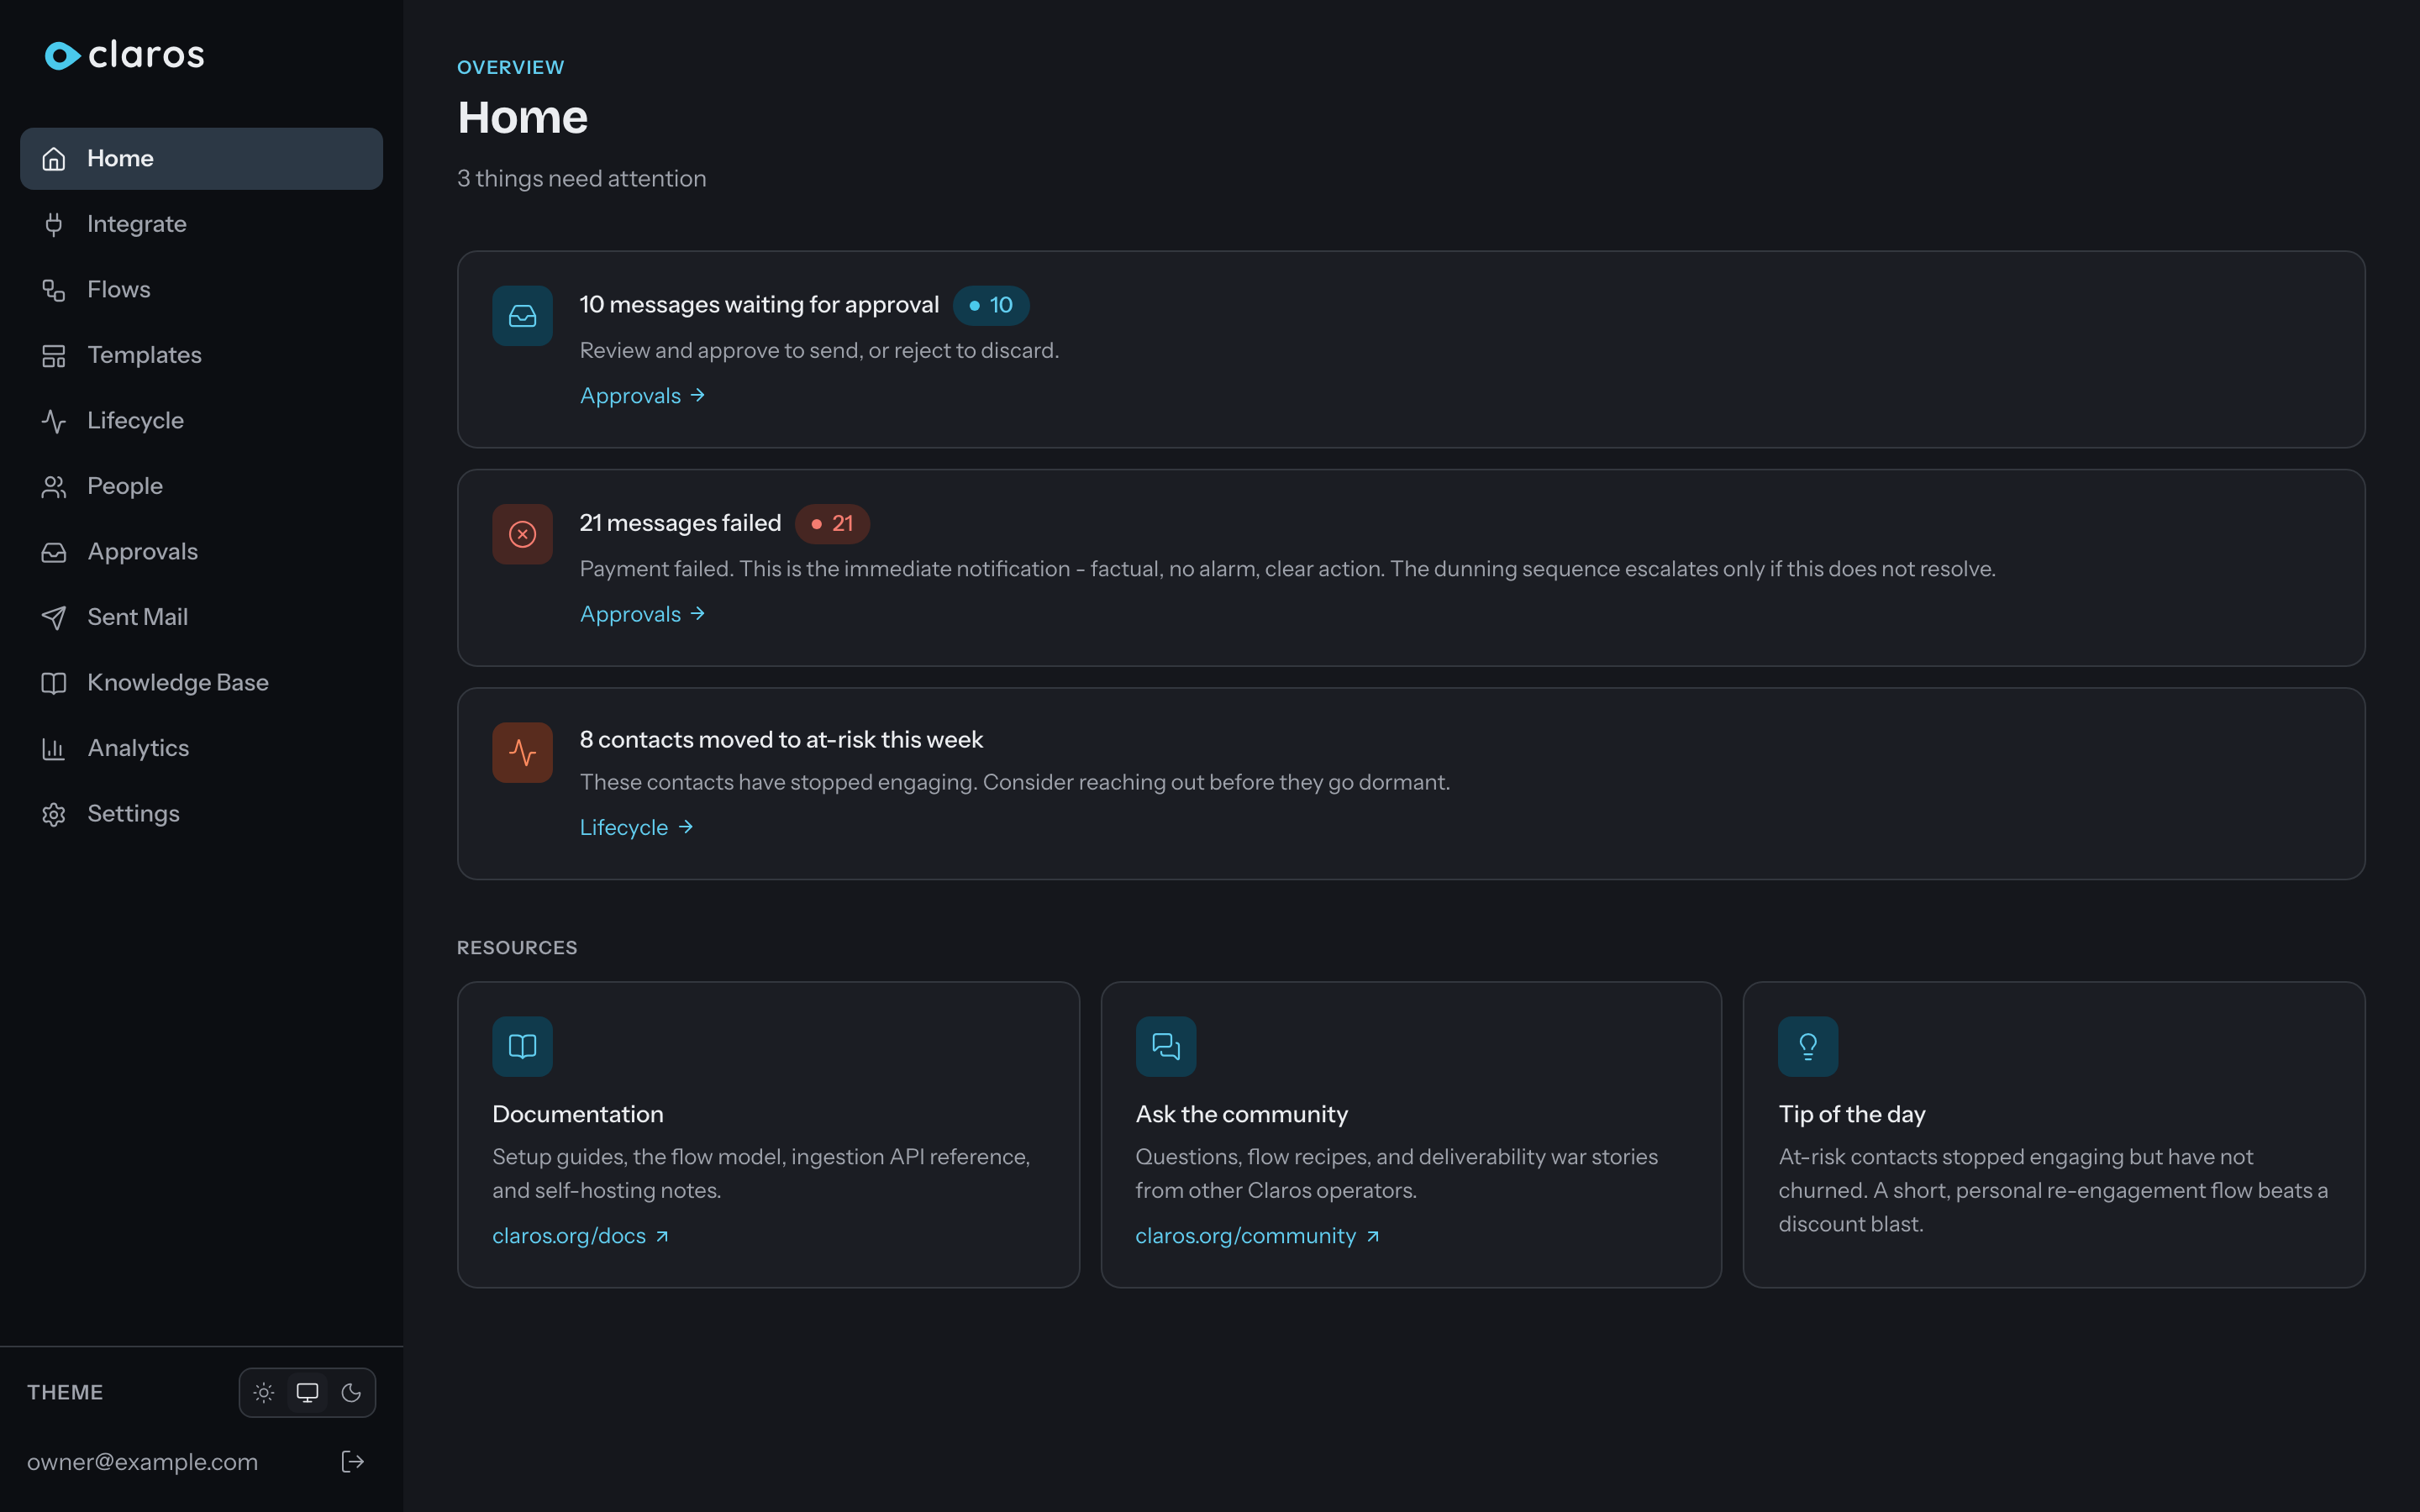 claros
Home
Integrate
Flows
Templates
Lifecycle
People
Approvals
Sent Mail
Knowledge Base
Analytics
Settings
THEME
owner@example.com
OVERVIEW
Home
3 things need attention
10 messages waiting for approval 10
Review and approve to send, or reject to discard.
Approvals →
21 messages failed 21
Payment failed. This is the immediate notification - factual, no alarm, clear action. The dunning sequence escalates only if this does not resolve.
Approvals →
8 contacts moved to at-risk this week
These contacts have stopped engaging. Consider reaching out before they go dormant.
Lifecycle →
RESOURCES
Documentation
Setup guides, the flow model, ingestion API reference,
and self-hosting notes.
claros.org/docs ↗
Ask the community
Questions, flow recipes, and deliverability war stories
from other Claros operators.
claros.org/community ↗
Tip of the day
At-risk contacts stopped engaging but have not
churned. A short, personal re-engagement flow beats a
discount blast.